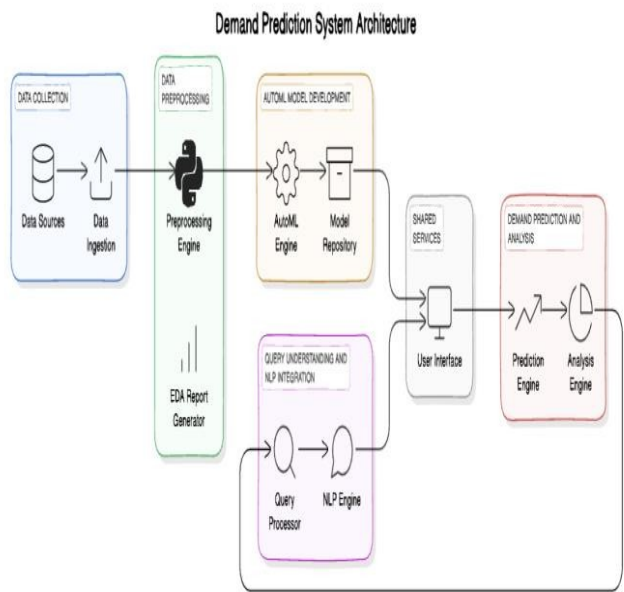 Demand Prediction System Architecture
DATA COLLECTION
Data Sources
Data
Ingestion
DATA
PREPROCESSING
Preprocessing
Engine
EDA Report
Generator
AUTOML MODEL DEVELOPMENT
AutoML
Engine
Model
Repository
QUERY UNDERSTANDING AND
NLP INTEGRATION
Query
Processor
NLP Engine
SHARED
SERVICES
User Interface
DEMAND PREDICTION AND
ANALYSIS
Prediction
Engine
Analysis
Engine